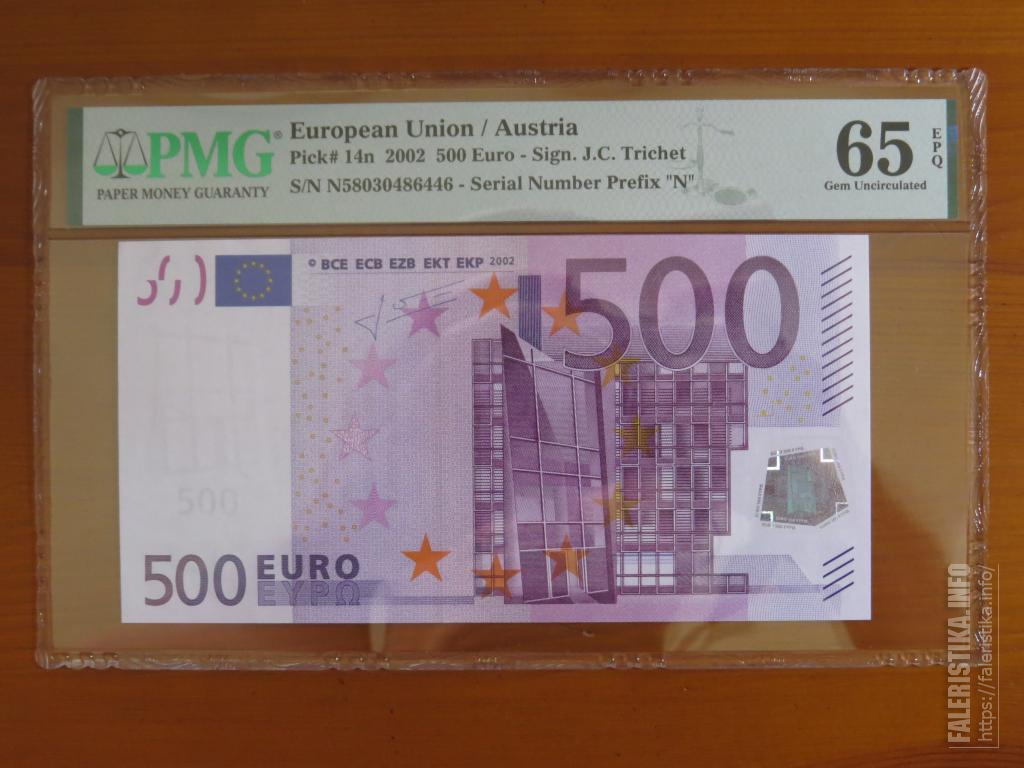 PMG®
PAPER MONEY GUARANTY
European Union / Austria
Pick# 14n 2002 500 Euro - Sign. J.C. Trichet
S/N N58030486446 - Serial Number Prefix "N"
65
EPQ
Gem Uncirculated
© BCE ECB EZB EKT EKP 2002
500
500
500 EURO
ΕΥΡΩ
FALERISTIKA.INFO
https://faleristika.info/